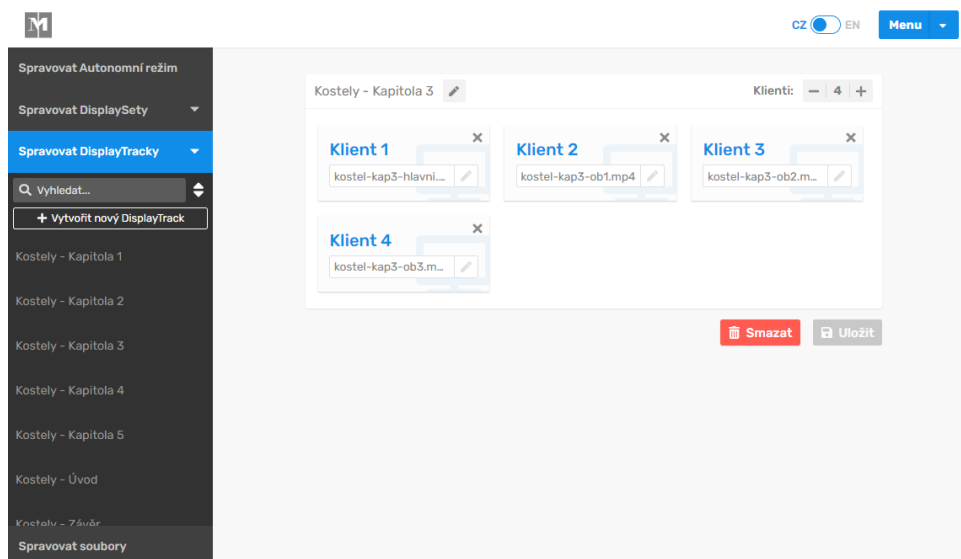 M
CZ EN Menu
Spravovat Autonomní režim
Spravovat DisplaySety
Spravovat DisplayTracky
Vyhledat...
+ Vytvořit nový DisplayTrack
Kostely - Kapitola 1
Kostely - Kapitola 2
Kostely - Kapitola 3
Kostely - Kapitola 4
Kostely - Kapitola 5
Kostely - Úvod
Kostely - Závěr
Spravovat soubory
Kostely - Kapitola 3
Klienti: − 4 +
Klient 1
kostel-kap3-hlavni....
Klient 2
kostel-kap3-ob1.mp4
Klient 3
kostel-kap3-ob2.m...
Klient 4
kostel-kap3-ob3.m...
Smazat
Uložit